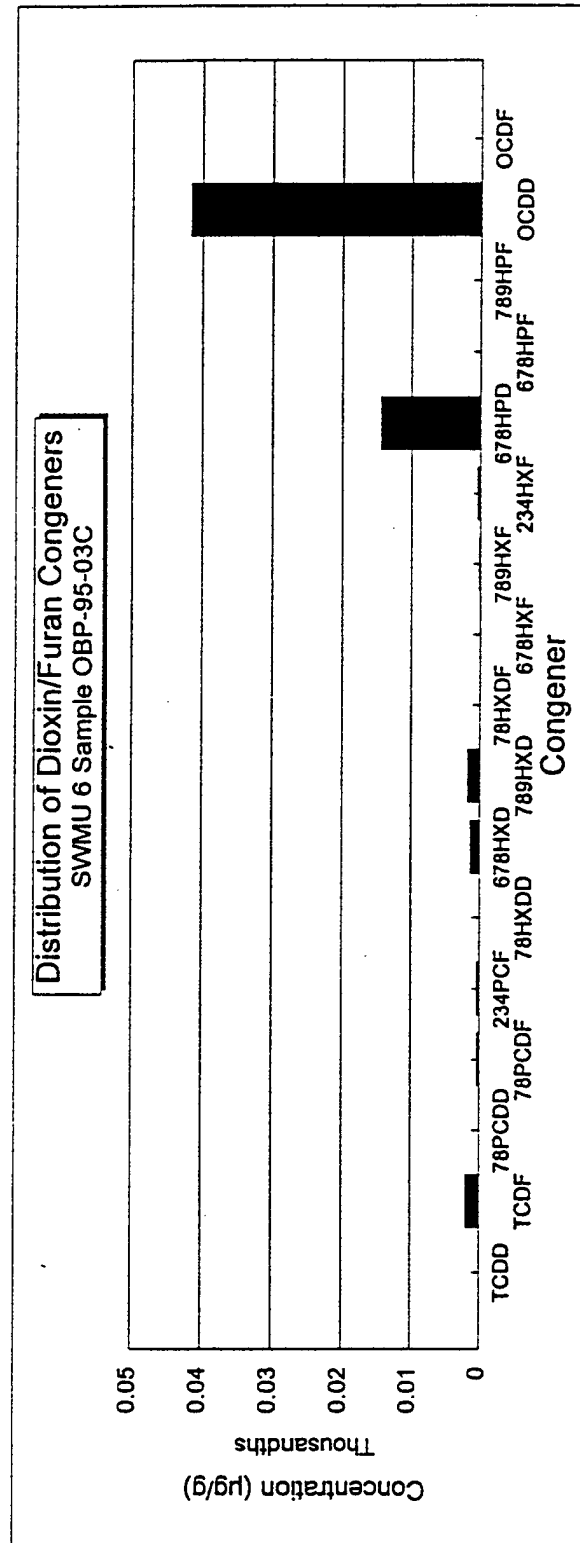 Distribution of Dioxin/Furan Congeners
SWMU 6 Sample OBP-95-03C
Concentration (µg/g)
Thousandths
0.05
0.04
0.03
0.02
0.01
0
TCDD
TCDF
78PCDD
78PCDF
234PCF
78HXDD
678HXD
789HXD
78HXDF
678HXF
789HXF
234HXF
678HPD
678HPF
789HPF
OCDD
OCDF
Congener